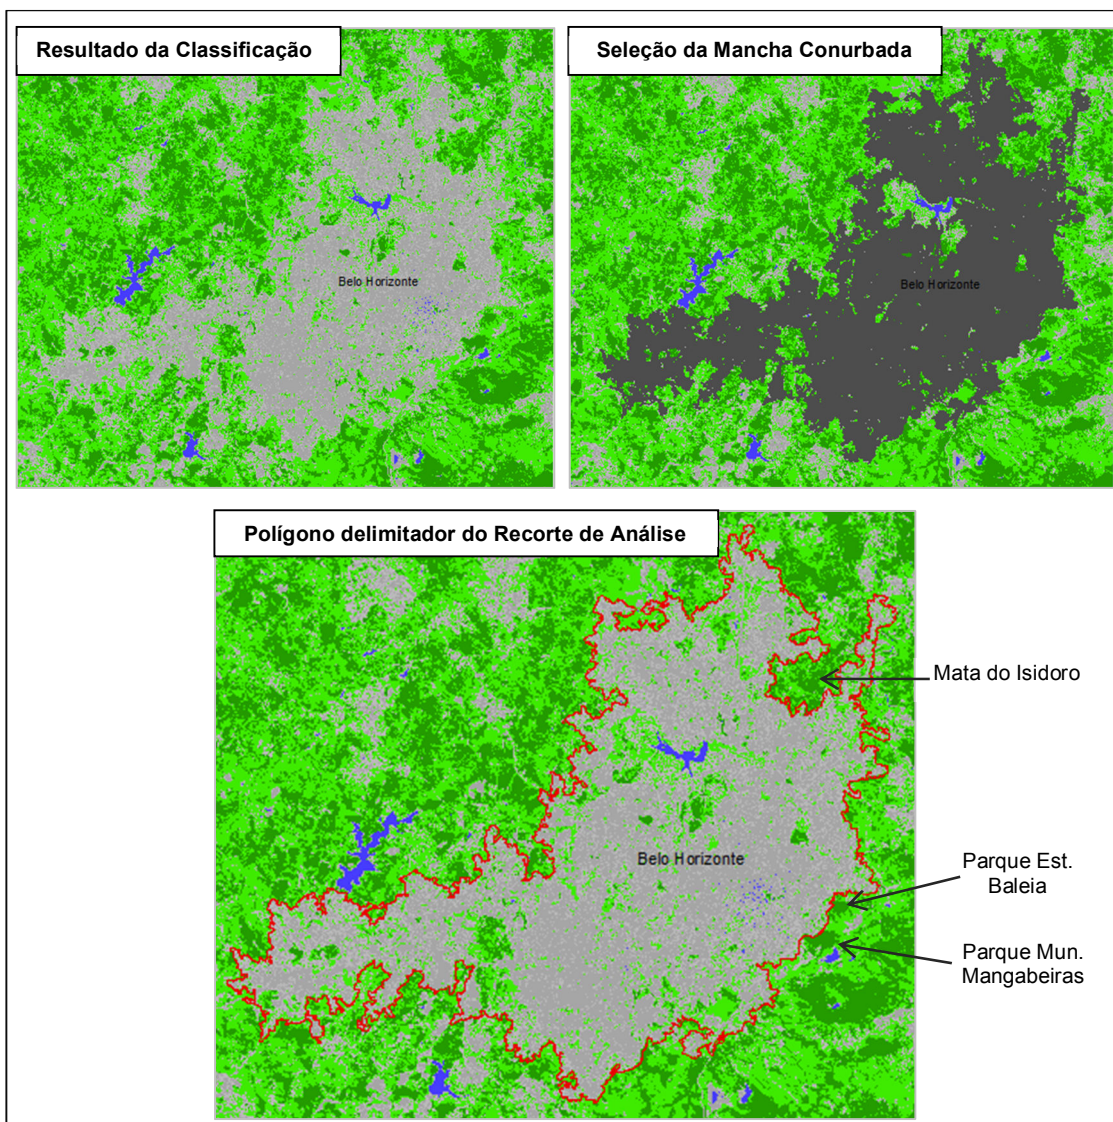 Resultado da Classificação
Seleção da Mancha Conurbada
Belo Horizonte
Belo Horizonte
Polígono delimitador do Recorte de Análise
Mata do Isidoro
Belo Horizonte
Parque Est.
Baleia
Parque Mun.
Mangabeiras